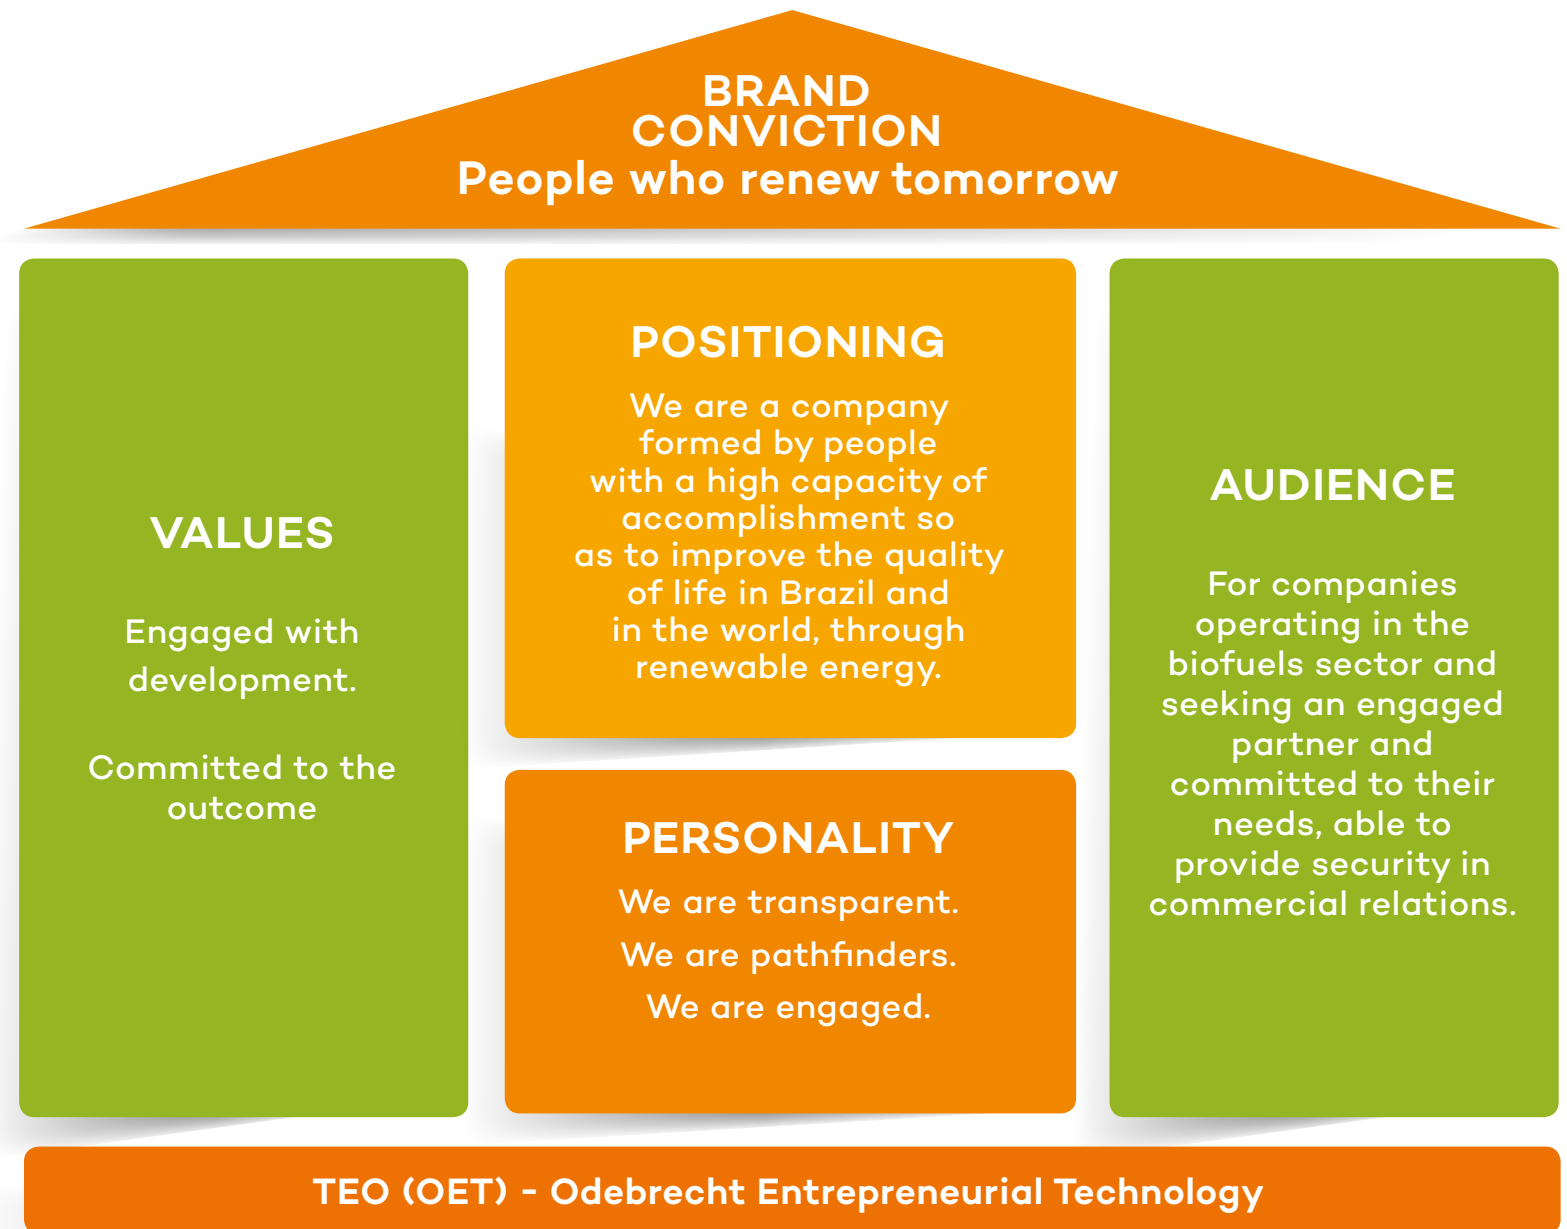 BRAND
CONVICTION
People who renew tomorrow
VALUES
Engaged with
development.
Committed to the
outcome
POSITIONING
We are a company
formed by people
with a high capacity of
accomplishment so
as to improve the quality
of life in Brazil and
in the world, through
renewable energy.
PERSONALITY
We are transparent.
We are pathfinders.
We are engaged.
AUDIENCE
For companies
operating in the
biofuels sector and
seeking an engaged
partner and
committed to their
needs, able to
provide security in
commercial relations.
TEO (OET) - Odebrecht Entrepreneurial Technology